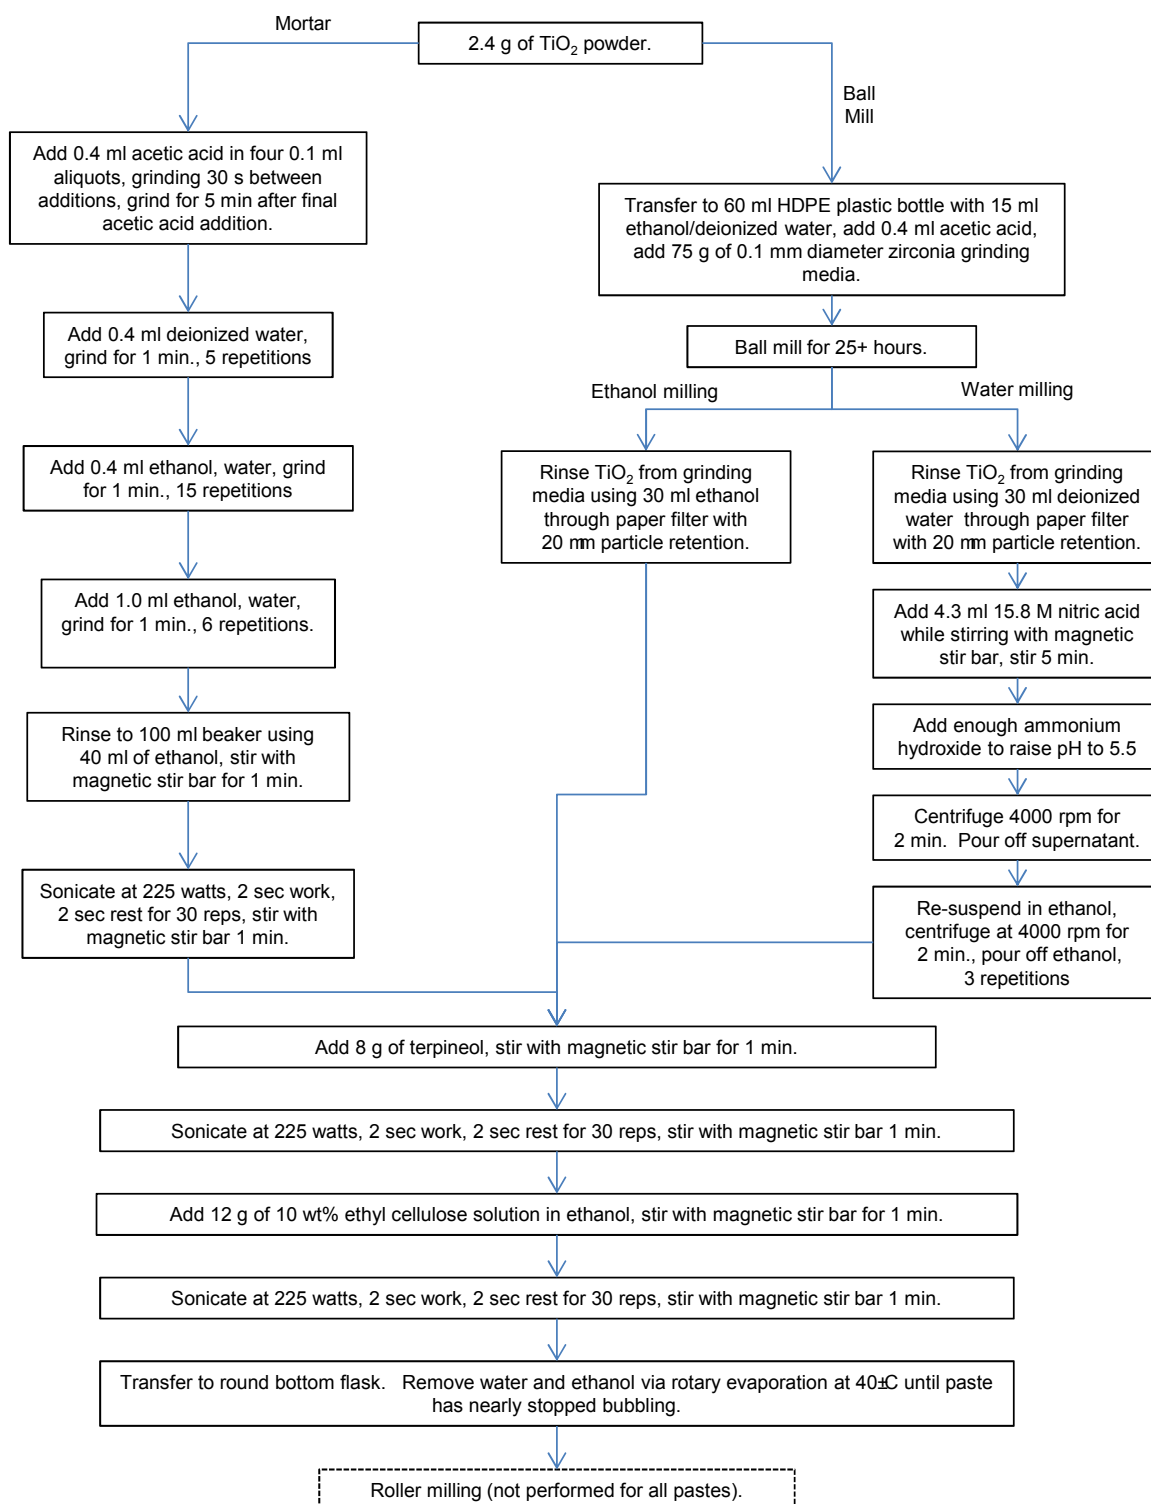 Mortar
2.4 g of TiO2 powder.
Ball
Mill
Add 0.4 ml acetic acid in four 0.1 ml
aliquots, grinding 30 s between
additions, grind for 5 min after final
acetic acid addition.
Transfer to 60 ml HDPE plastic bottle with 15 ml
ethanol/deionized water, add 0.4 ml acetic acid,
add 75 g of 0.1 mm diameter zirconia grinding
media.
Add 0.4 ml deionized water,
grind for 1 min., 5 repetitions
Ball mill for 25+ hours.
Ethanol milling
Water milling
Add 0.4 ml ethanol, water, grind
for 1 min., 15 repetitions
Rinse TiO2 from grinding
media using 30 ml ethanol
through paper filter with
20 mm particle retention.
Rinse TiO2 from grinding
media using 30 ml deionized
water through paper filter
with 20 mm particle retention.
Add 1.0 ml ethanol, water,
grind for 1 min., 6 repetitions.
Add 4.3 ml 15.8 M nitric acid
while stirring with magnetic
stir bar, stir 5 min.
Rinse to 100 ml beaker using
40 ml of ethanol, stir with
magnetic stir bar for 1 min.
Add enough ammonium
hydroxide to raise pH to 5.5
Centrifuge 4000 rpm for
2 min. Pour off supernatant.
Sonicate at 225 watts, 2 sec work,
2 sec rest for 30 reps, stir with
magnetic stir bar 1 min.
Re-suspend in ethanol,
centrifuge at 4000 rpm for
2 min., pour off ethanol,
3 repetitions
Add 8 g of terpineol, stir with magnetic stir bar for 1 min.
Sonicate at 225 watts, 2 sec work, 2 sec rest for 30 reps, stir with magnetic stir bar 1 min.
Add 12 g of 10 wt% ethyl cellulose solution in ethanol, stir with magnetic stir bar for 1 min.
Sonicate at 225 watts, 2 sec work, 2 sec rest for 30 reps, stir with magnetic stir bar 1 min.
Transfer to round bottom flask. Remove water and ethanol via rotary evaporation at 40±C until paste
has nearly stopped bubbling.
Roller milling (not performed for all pastes).